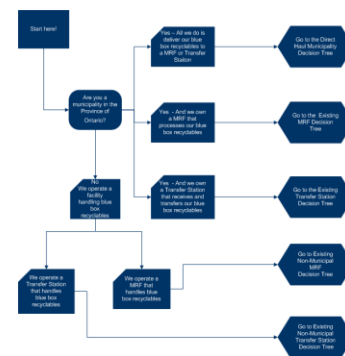 Start here!
Yes – All we do is
deliver our blue
box recyclables to
a MRF or Transfer
Station
Go to the Direct
Haul Municipality
Decision Tree
Are you a
municipality in the
Province of
Ontario?
Yes - And we own
a MRF that
processes our blue
box recyclables
Go to the Existing
MRF Decision
Tree
No
We operate a
facility
handling blue
box recyclables
Yes - And we own
a Transfer Station
that receives and
transfers our blue
box recyclables
Go to the Existing
Transfer Station
Decision Tree
We operate a
Transfer Station
that handles
blue box
recyclables
We operate a
MRF that
handles blue
box recyclables
Go to Existing
Non-Municipal
MRF
Decision Tree
Go to Existing
Non-Municipal
Transfer Station
Decision Tree